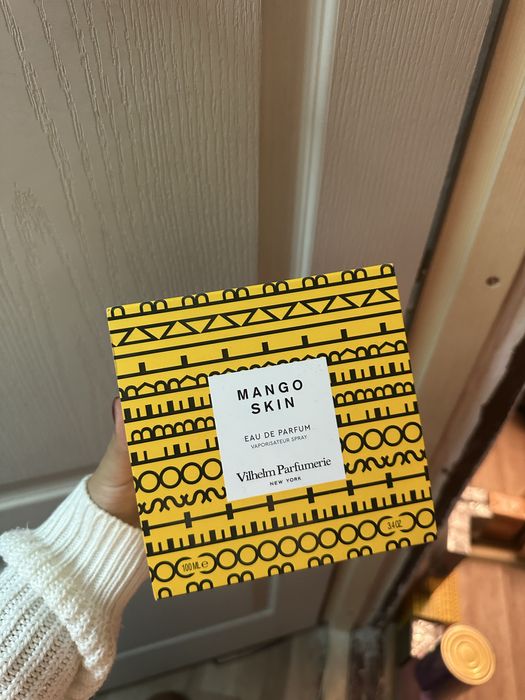 MANGO
SKIN
EAU DE PARFUM
VAPORISATEUR SPRAY
Vilhelm Parfumerie
NEW YORK
100 ML ℮
3.4 OZ